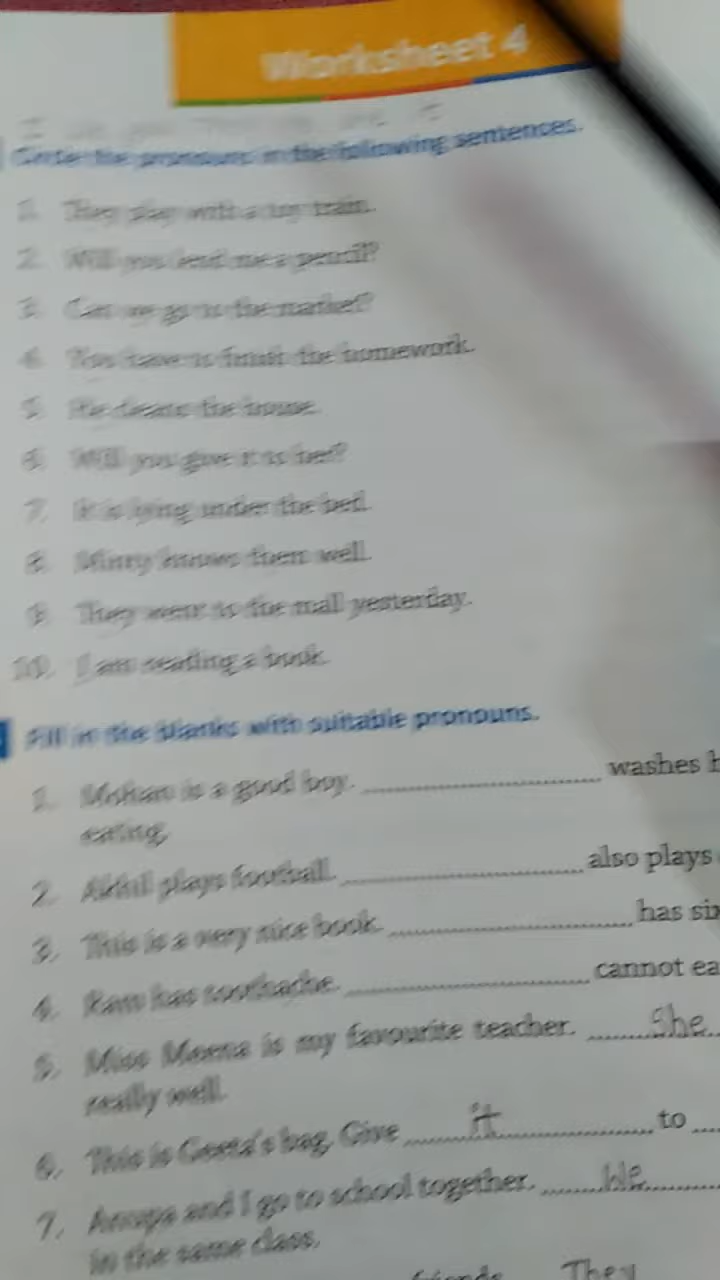 Worksheet 4
Circle the pronouns in the following sentences.
1. They play with a toy train.
2. Will you lend me a pencil?
3. Can we go to the market?
4. You have to finish the homework.
5. He cleans the house.
6. Will you give it to her?
7. It is lying under the bed.
8. Minty knows them well.
9. They went to the mall yesterday.
10. I am reading a book.
Fill in the blanks with suitable pronouns.
1. Mohan is a good boy. washes
eating.
2. Akhil plays football. also plays
3. This is a very nice book. has six
4. Ram has toothache. cannot
5. Miss Meena is my favourite teacher. She
really well.
6. This is Geeta's bag. Give it to
7. Anupa and I go to school together. We
in the same class.
friends They